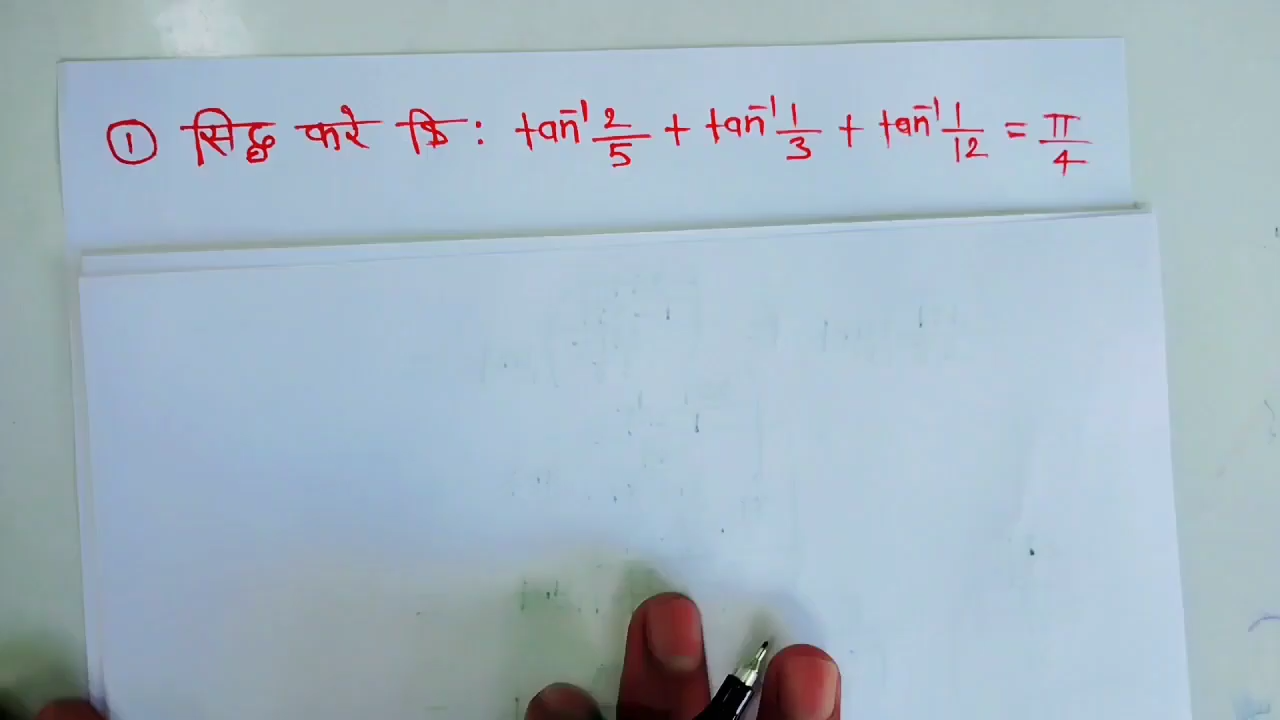 ① सिद्ध करे कि : tan⁻¹ 2/5 + tan⁻¹ 1/3 + tan⁻¹ 1/12 = π/4